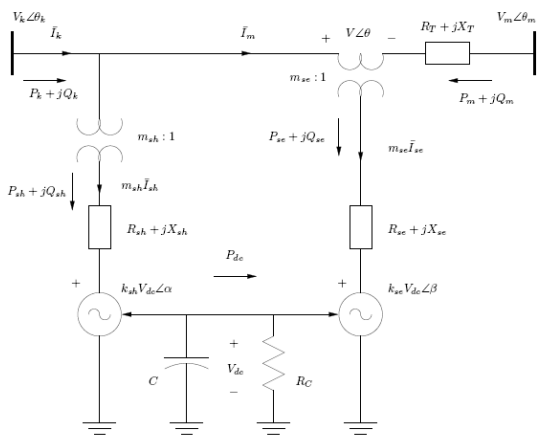 V_k∠θ_k
V_m∠θ_m
Ī_k
Ī_m
+ V∠θ −
R_T + jX_T
P_k + jQ_k
m_se : 1
P_m + jQ_m
m_sh : 1
P_se + jQ_se
m_se Ī_se
P_sh + jQ_sh
m_sh Ī_sh
R_sh + jX_sh
R_se + jX_se
P_dc
+
k_sh V_dc∠α
+
k_se V_dc∠β
C
+
V_dc
−
R_C